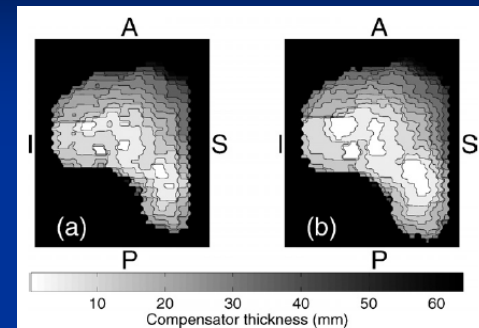 A A
I S I S
(a) (b)
P P
10 20 30 40 50 60
Compensator thickness (mm)